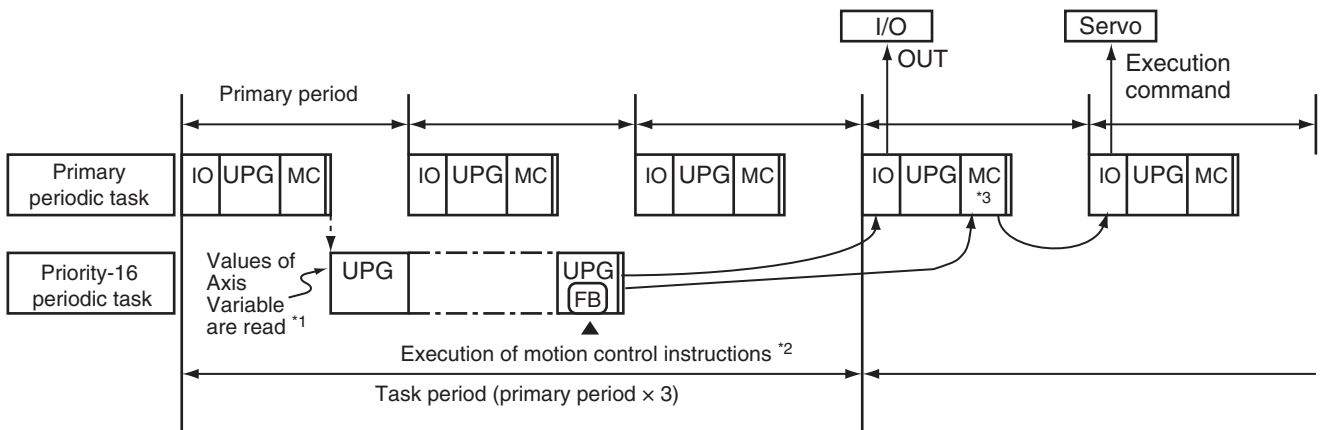 I/O
Servo
OUT
Execution
command
Primary period
Primary
periodic task
IO UPG MC
IO UPG MC
IO UPG MC
IO UPG MC
*3
IO UPG MC
Priority-16
periodic task
Values of
Axis
Variable
are read *1
UPG
UPG
FB
Execution of motion control instructions *2
Task period (primary period × 3)